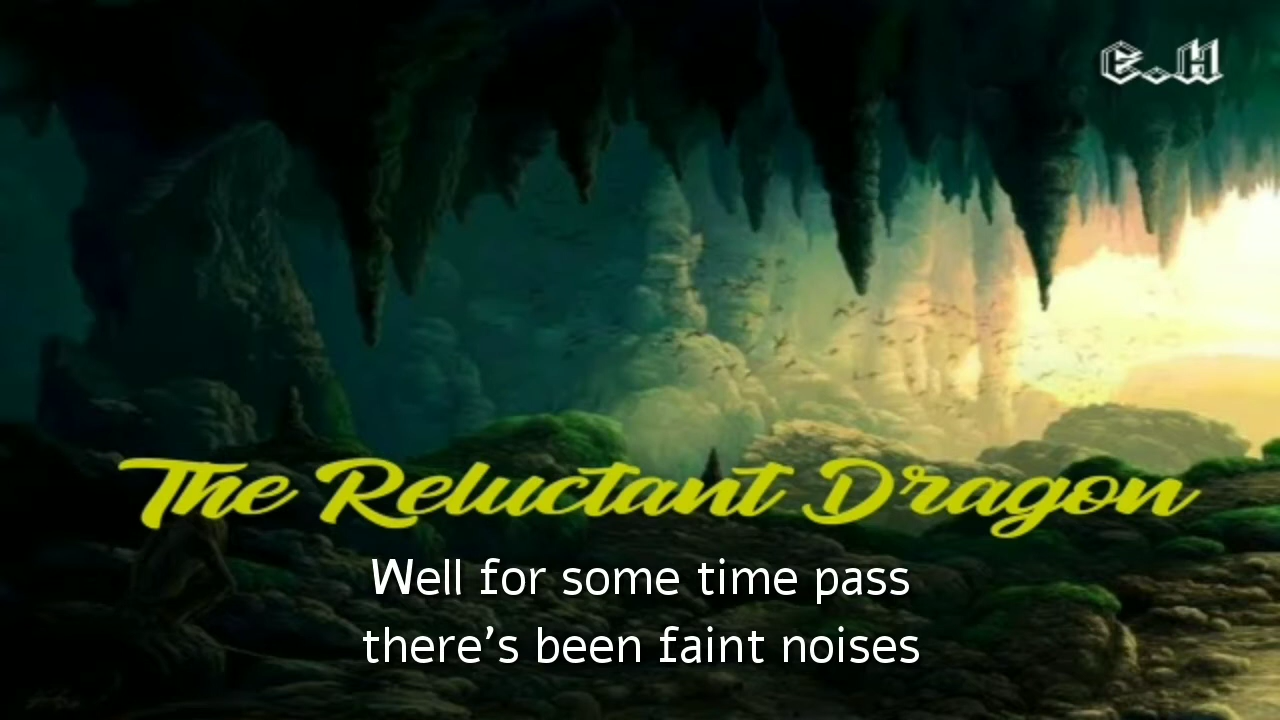 E.H
The Reluctant Dragon
Well for some time pass
there's been faint noises